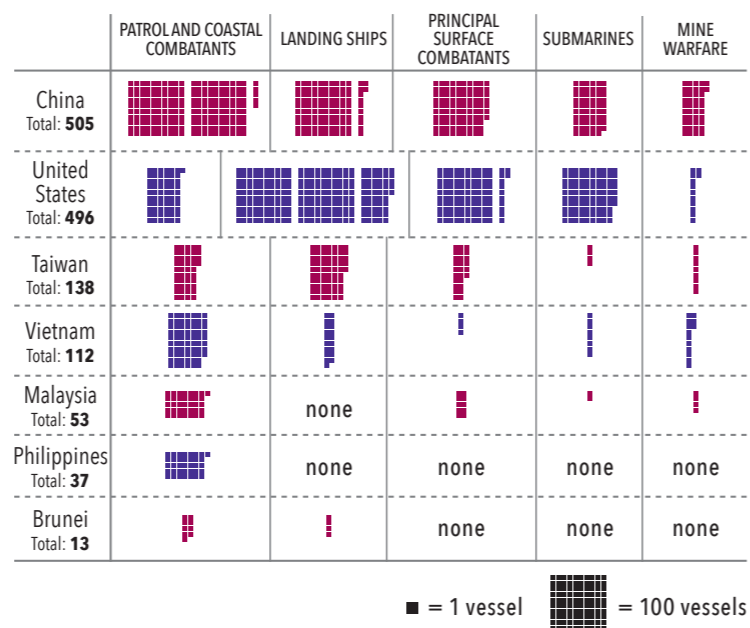 PATROL AND COASTAL
COMBATANTS
LANDING SHIPS
PRINCIPAL
SURFACE
COMBATANTS
SUBMARINES
MINE
WARFARE
China
Total: 505
United
States
Total: 496
Taiwan
Total: 138
Vietnam
Total: 112
Malaysia
Total: 53
none
Philippines
Total: 37
none
none
none
none
Brunei
Total: 13
none
none
none
= 1 vessel
= 100 vessels